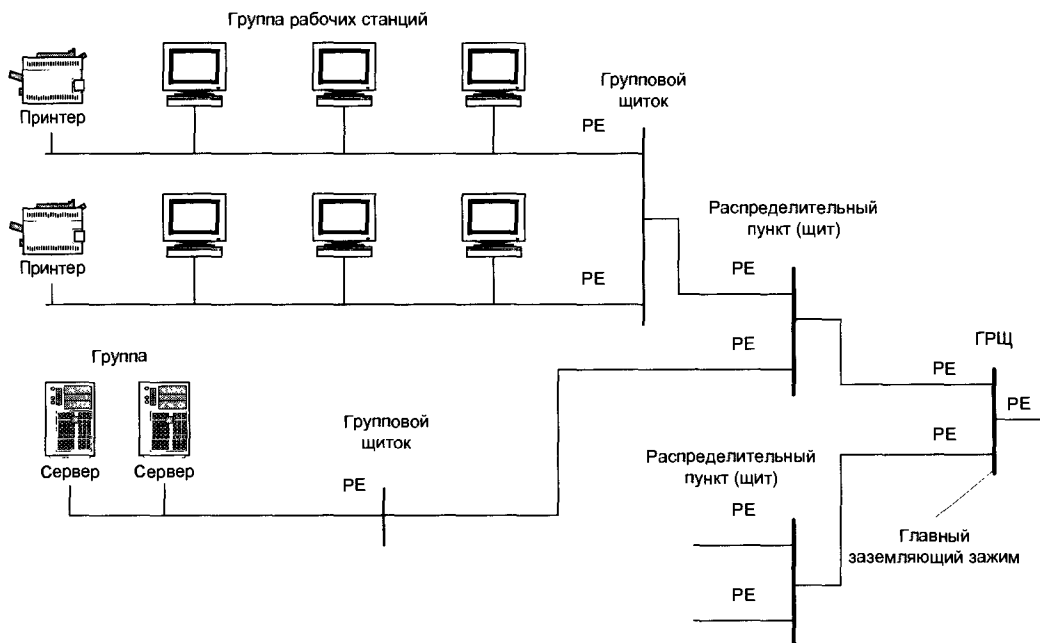 Группа рабочих станций
Групповой
щиток
Принтер
PE
Распределительный
пункт (щит)
Принтер
PE
PE
Группа
PE
ГРЩ
PE
PE
Групповой
щиток
PE
Сервер
Сервер
Распределительный
пункт (щит)
PE
PE
Главный
заземляющий зажим
PE
PE